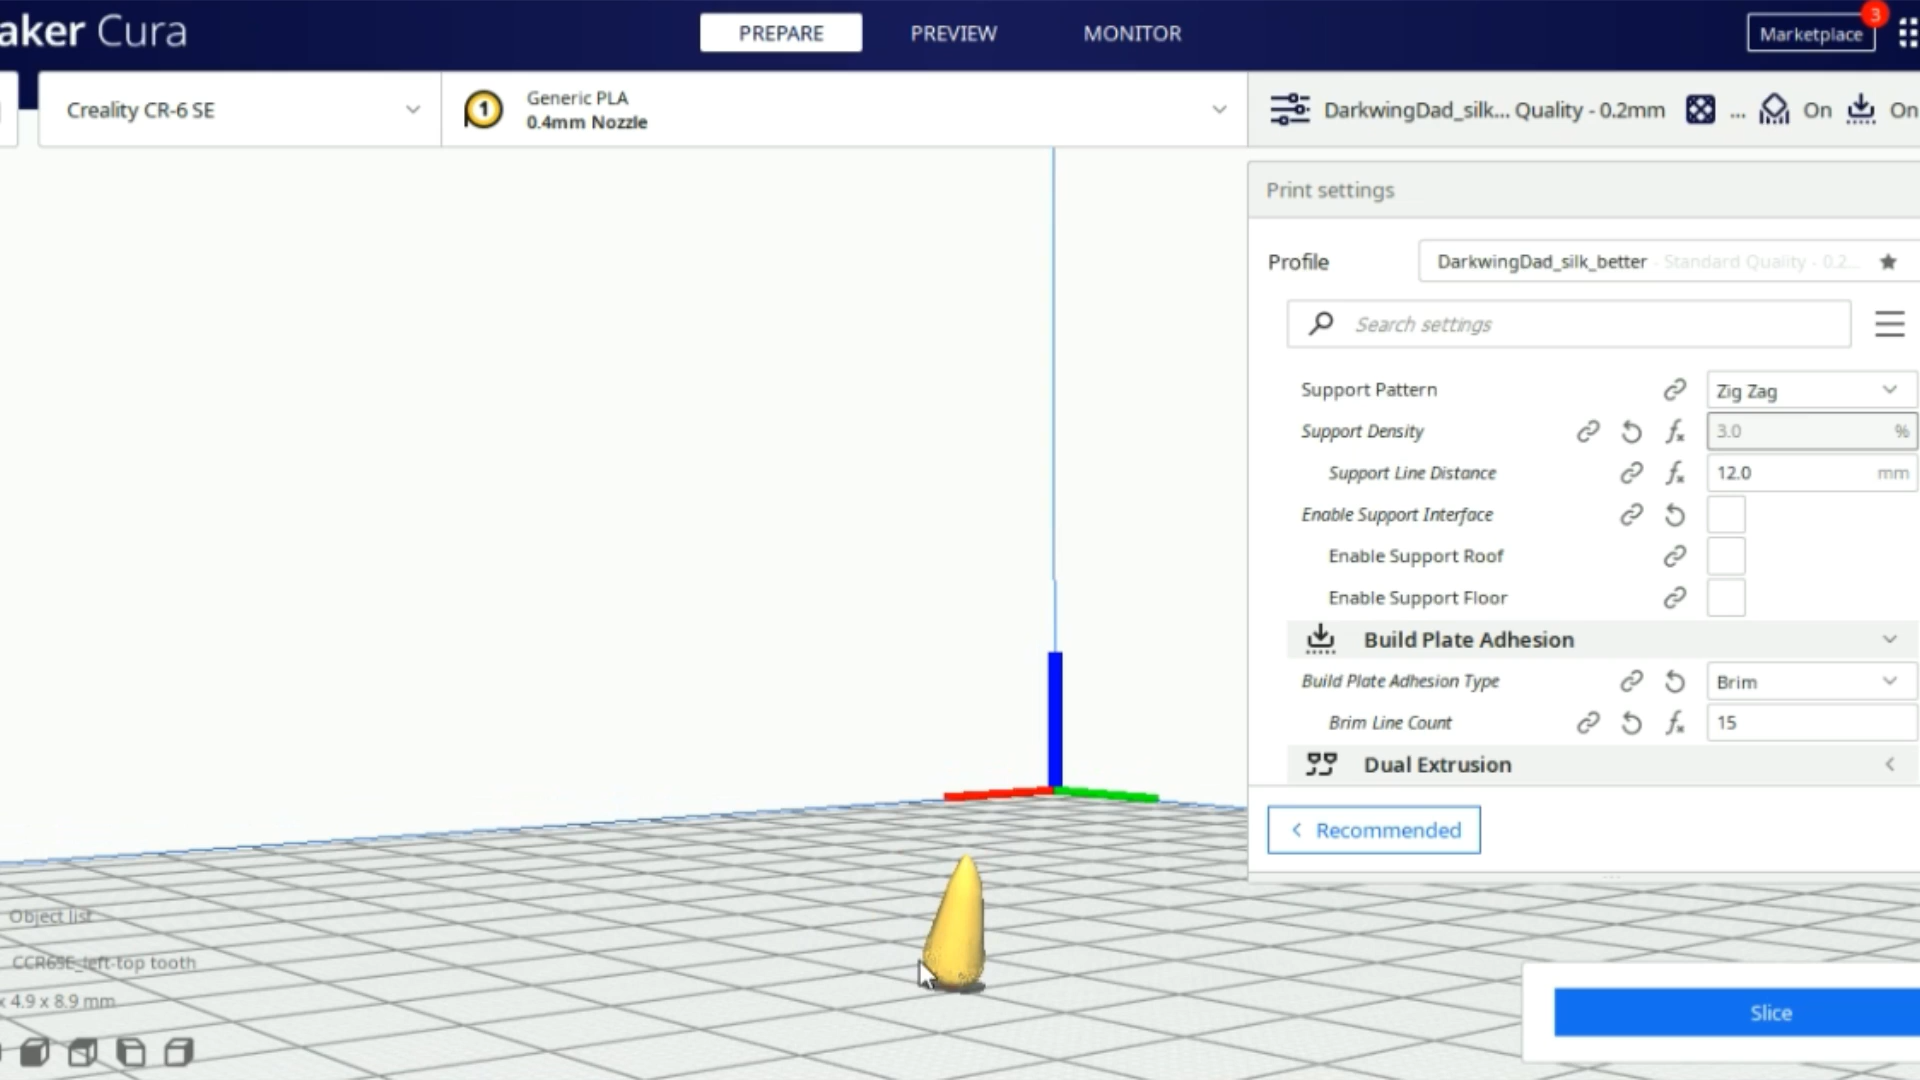 aker Cura
PREPARE
PREVIEW
MONITOR
Marketplace
3
Creality CR-6 SE
1
Generic PLA
0.4mm Nozzle
DarkwingDad_silk... Quality - 0.2mm
...
On
On
Print settings
Profile
DarkwingDad_silk_better - Standard Quality - 0.2...
Search settings
Support Pattern
Zig Zag
Support Density
3.0 %
Support Line Distance
12.0 mm
Enable Support Interface
Enable Support Roof
Enable Support Floor
Build Plate Adhesion
Build Plate Adhesion Type
Brim
Brim Line Count
15
Dual Extrusion
Recommended
Object list
CCR6SE_left-top tooth
x 4.9 x 8.9 mm
Slice